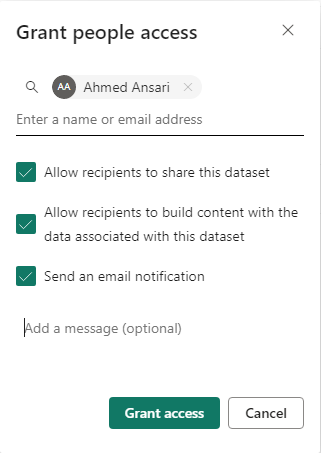 Grant people access
AA Ahmed Ansari
Enter a name or email address
Allow recipients to share this dataset
Allow recipients to build content with the
data associated with this dataset
Send an email notification
Add a message (optional)
Grant access Cancel